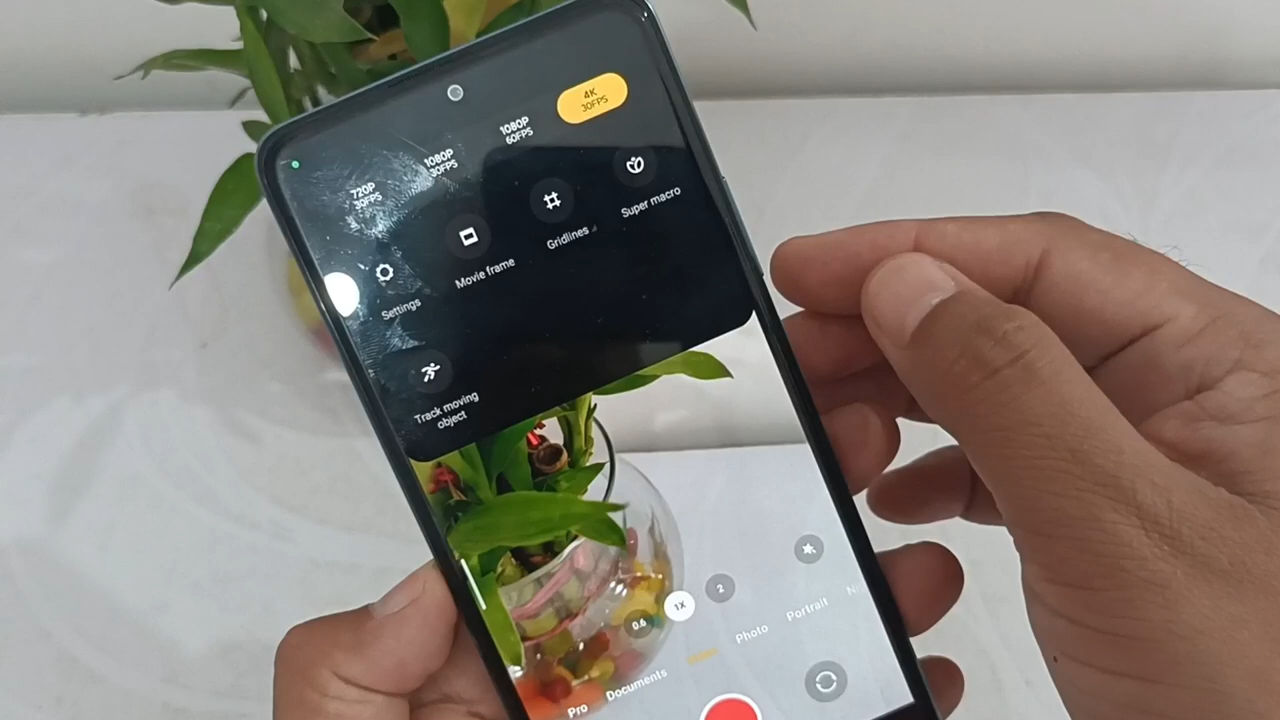 720P
30FPS
1080P
30FPS
1080P
60FPS
4K
30FPS
Settings
Movie frame
Gridlines
Super macro
Track moving
object
0.6
1X
2
Pro
Documents
Photo
Portrait